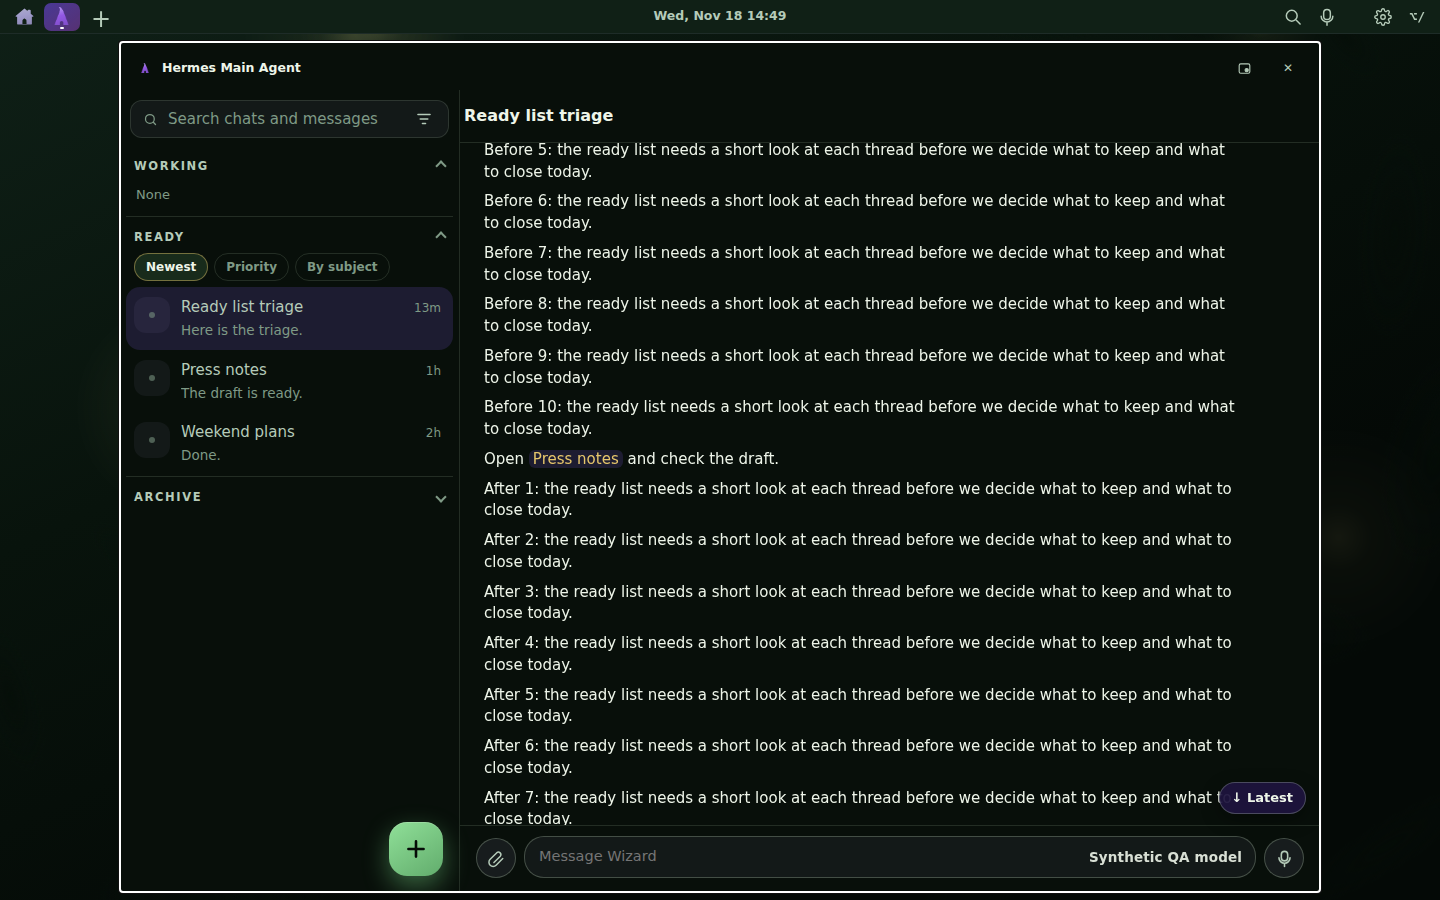 Wed, Nov 18 14:49
⌥/
Hermes Main Agent
Search chats and messages
WORKING
None
READY
Newest
Priority
By subject
Ready list triage
13m
Here is the triage.
Press notes
1h
The draft is ready.
Weekend plans
2h
Done.
ARCHIVE
Ready list triage
Before 5: the ready list needs a short look at each thread before we decide what to keep and what
to close today.
Before 6: the ready list needs a short look at each thread before we decide what to keep and what
to close today.
Before 7: the ready list needs a short look at each thread before we decide what to keep and what
to close today.
Before 8: the ready list needs a short look at each thread before we decide what to keep and what
to close today.
Before 9: the ready list needs a short look at each thread before we decide what to keep and what
to close today.
Before 10: the ready list needs a short look at each thread before we decide what to keep and what
to close today.
Open Press notes and check the draft.
After 1: the ready list needs a short look at each thread before we decide what to keep and what to
close today.
After 2: the ready list needs a short look at each thread before we decide what to keep and what to
close today.
After 3: the ready list needs a short look at each thread before we decide what to keep and what to
close today.
After 4: the ready list needs a short look at each thread before we decide what to keep and what to
close today.
After 5: the ready list needs a short look at each thread before we decide what to keep and what to
close today.
After 6: the ready list needs a short look at each thread before we decide what to keep and what to
close today.
After 7: the ready list needs a short look at each thread before we decide what to keep and what to
close today.
↓ Latest
Message Wizard
Synthetic QA model